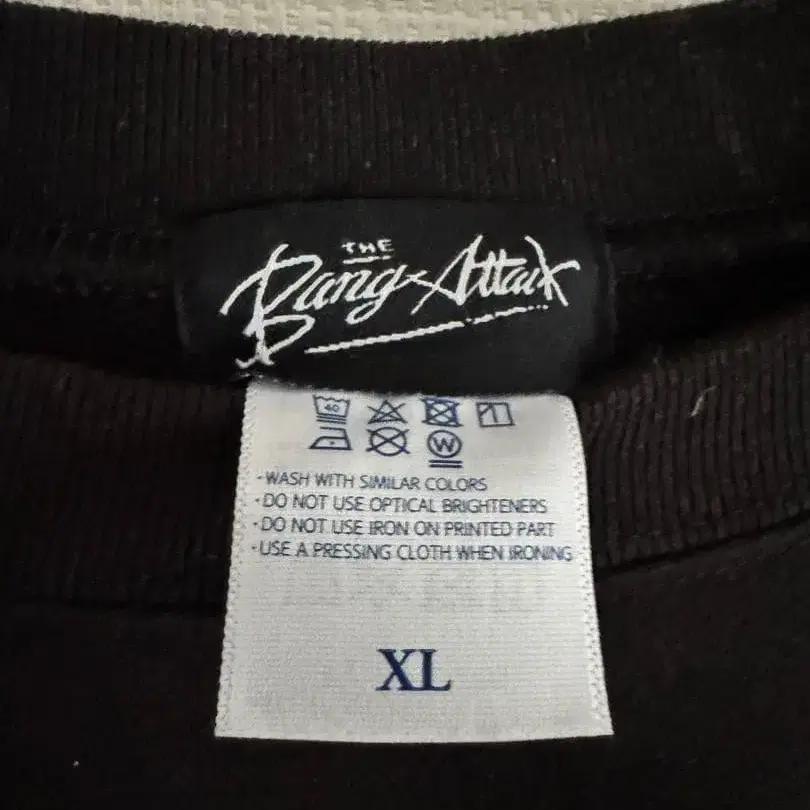 THE
Bang×Attack
40
W
·WASH WITH SIMILAR COLORS
·DO NOT USE OPTICAL BRIGHTENERS
·DO NOT USE IRON ON PRINTED PART
·USE A PRESSING CLOTH WHEN IRONING
XL